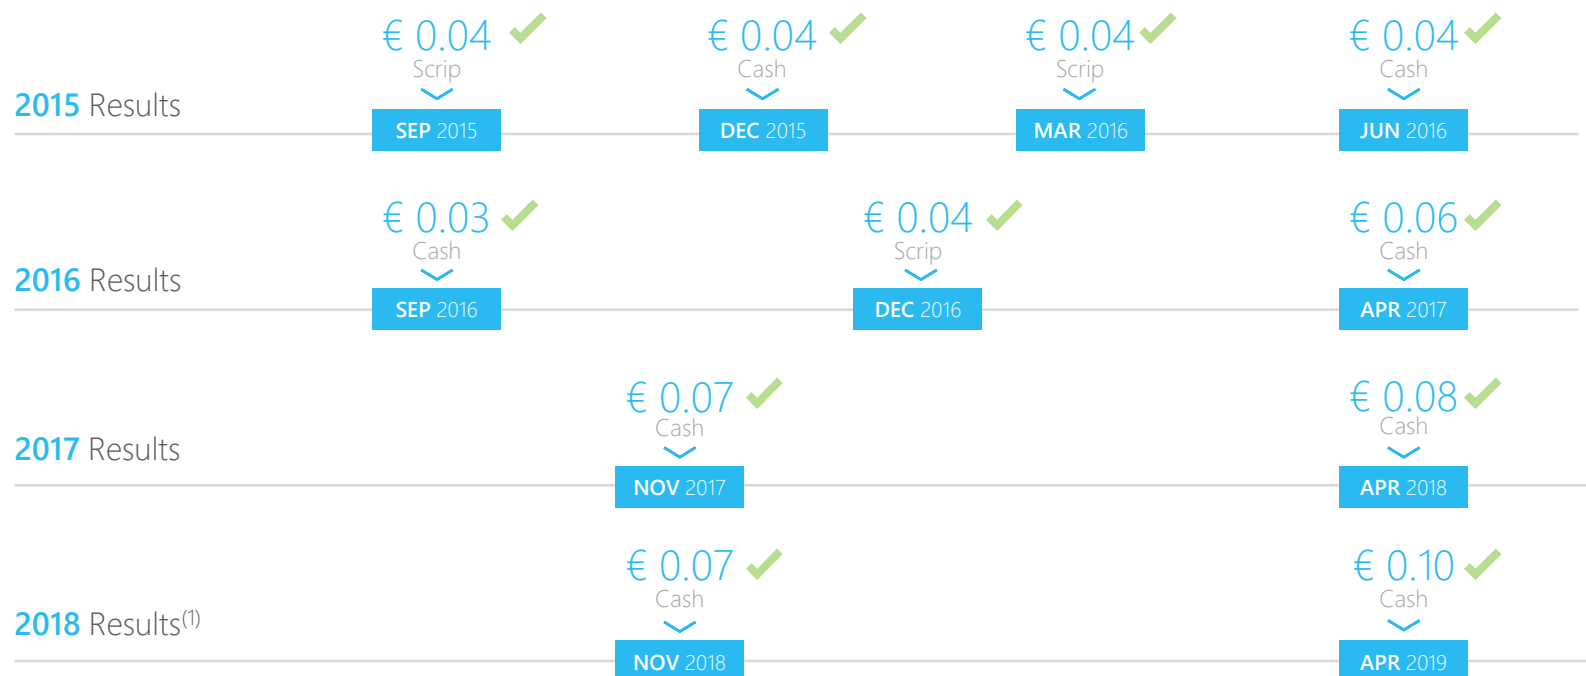 € 0.04 € 0.04 € 0.04 € 0.04
Scrip Cash Scrip Cash
2015 Results
SEP 2015 DEC 2015 MAR 2016 JUN 2016
€ 0.03 € 0.04 € 0.06
Cash Scrip Cash
2016 Results
SEP 2016 DEC 2016 APR 2017
€ 0.07 € 0.08
Cash Cash
2017 Results
NOV 2017 APR 2018
€ 0.07 € 0.10
Cash Cash
2018 Results(1)
NOV 2018 APR 2019